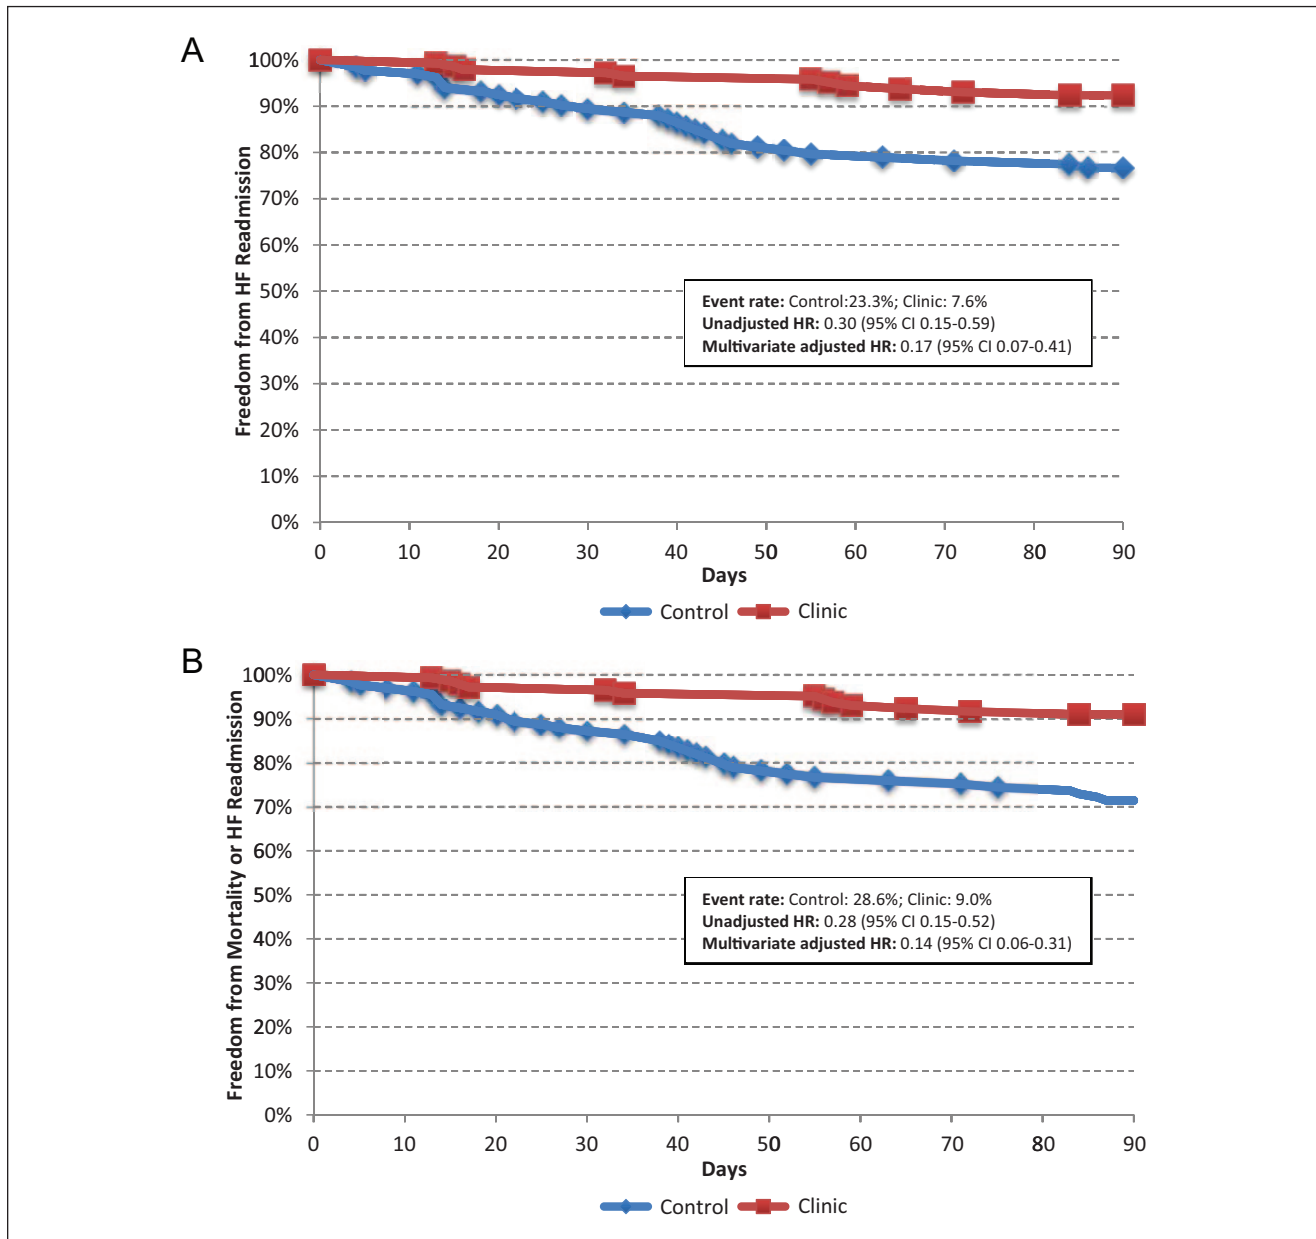 A
Freedom from HF Readmission
100%
90%
80%
70%
60%
50%
40%
30%
20%
10%
0%
Event rate: Control:23.3%; Clinic: 7.6%
Unadjusted HR: 0.30 (95% CI 0.15-0.59)
Multivariate adjusted HR: 0.17 (95% CI 0.07-0.41)
0 10 20 30 40 50 60 70 80 90
Days
Control Clinic
B
Freedom from Mortality or HF Readmission
100%
90%
80%
70%
60%
50%
40%
30%
20%
10%
0%
Event rate: Control: 28.6%; Clinic: 9.0%
Unadjusted HR: 0.28 (95% CI 0.15-0.52)
Multivariate adjusted HR: 0.14 (95% CI 0.06-0.31)
0 10 20 30 40 50 60 70 80 90
Days
Control Clinic